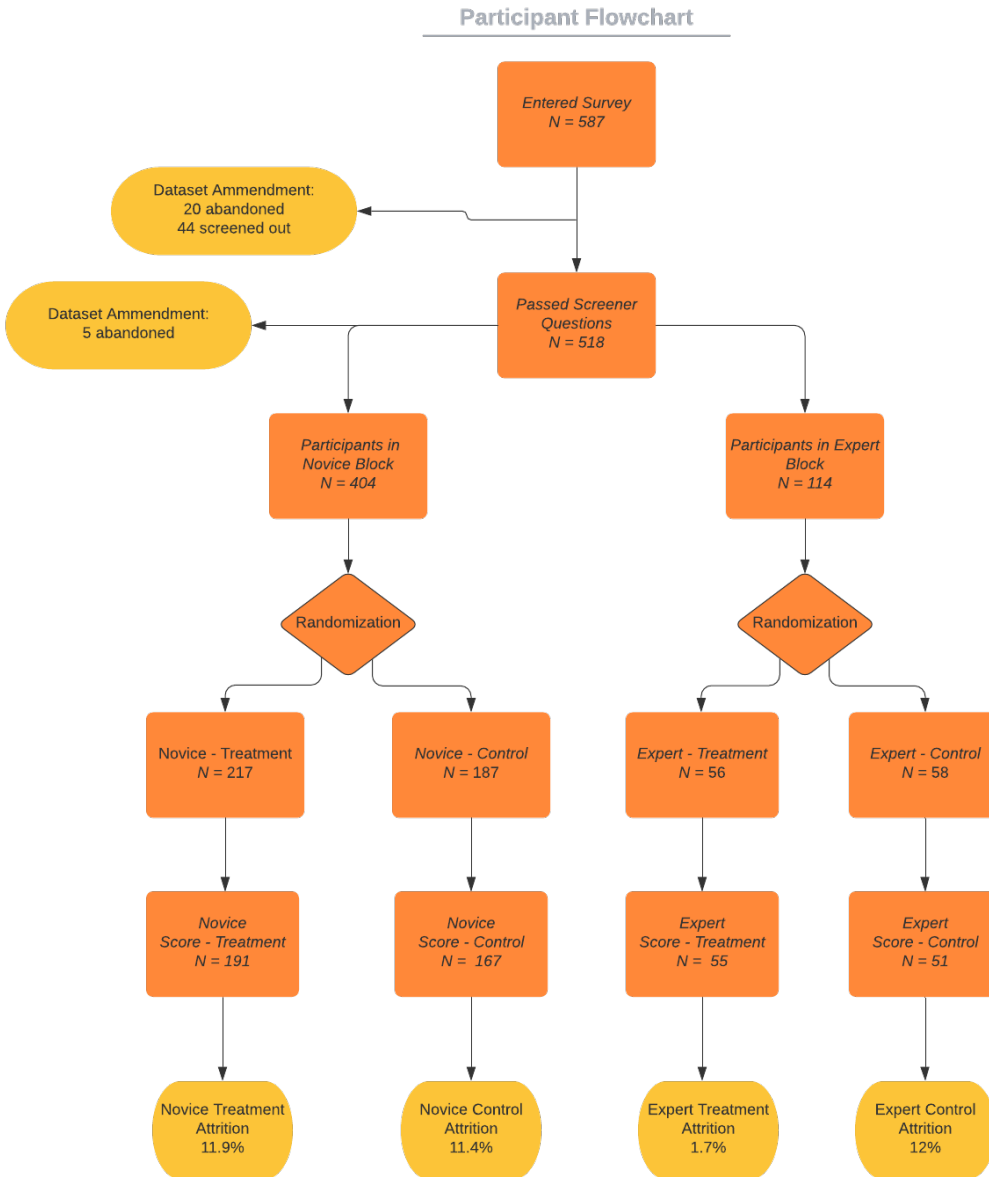 Participant Flowchart
Entered Survey
N = 587
Dataset Ammendment:
20 abandoned
44 screened out
Passed Screener
Questions
N = 518
Dataset Ammendment:
5 abandoned
Participants in
Novice Block
N = 404
Participants in Expert
Block
N = 114
Randomization
Randomization
Novice - Treatment
N = 217
Novice - Control
N = 187
Expert - Treatment
N = 56
Expert - Control
N = 58
Novice
Score - Treatment
N = 191
Novice
Score - Control
N = 167
Expert
Score - Treatment
N = 55
Expert
Score - Control
N = 51
Novice Treatment
Attrition
11.9%
Novice Control
Attrition
11.4%
Expert Treatment
Attrition
1.7%
Expert Control
Attrition
12%